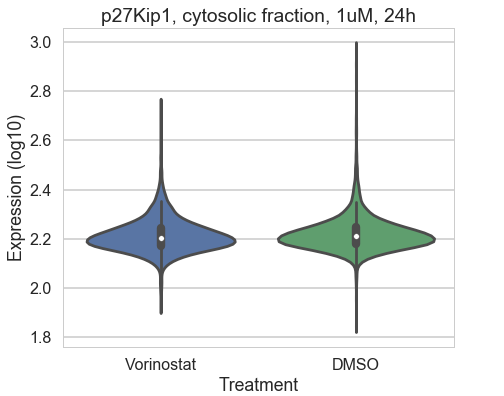 p27Kip1, cytosolic fraction, 1uM, 24h
Expression (log10)
3.0
2.8
2.6
2.4
2.2
2.0
1.8
Vorinostat DMSO
Treatment